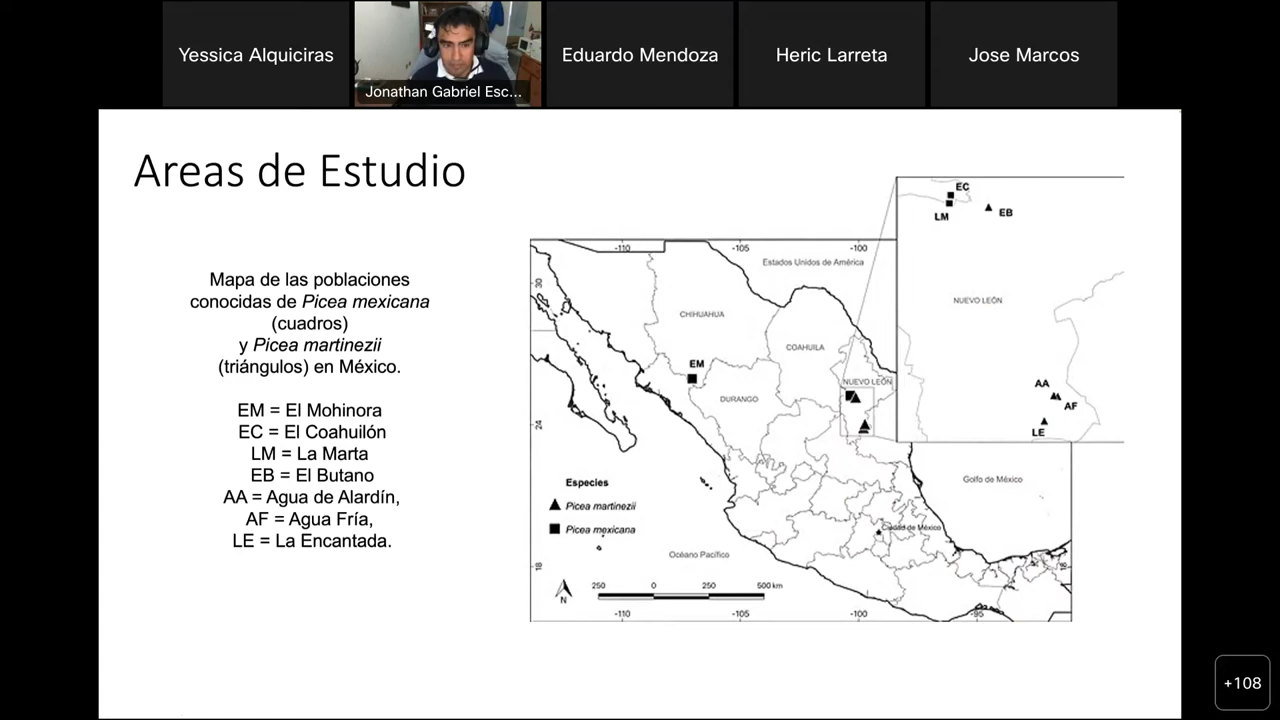 Yessica Alquiciras
Jonathan Gabriel Esc...
Eduardo Mendoza
Heric Larreta
Jose Marcos
Areas de Estudio
Mapa de las poblaciones
conocidas de Picea mexicana
(cuadros)
y Picea martinezii
(triángulos) en México.
EM = El Mohinora
EC = El Coahuilón
LM = La Marta
EB = El Butano
AA = Agua de Alardín,
AF = Agua Fría,
LE = La Encantada.
-110
-105
-100
Estados Unidos de América
30
CHIHUAHUA
COAHUILA
EM
NUEVO LEÓN
DURANGO
24
EC
LM
EB
NUEVO LEÓN
AA
AF
LE
Especies
Picea martinezii
Picea mexicana
Golfo de México
Ciudad de México
Océano Pacífico
18
18
N
250
0
250
500 km
-110
-105
-100
-95
+108